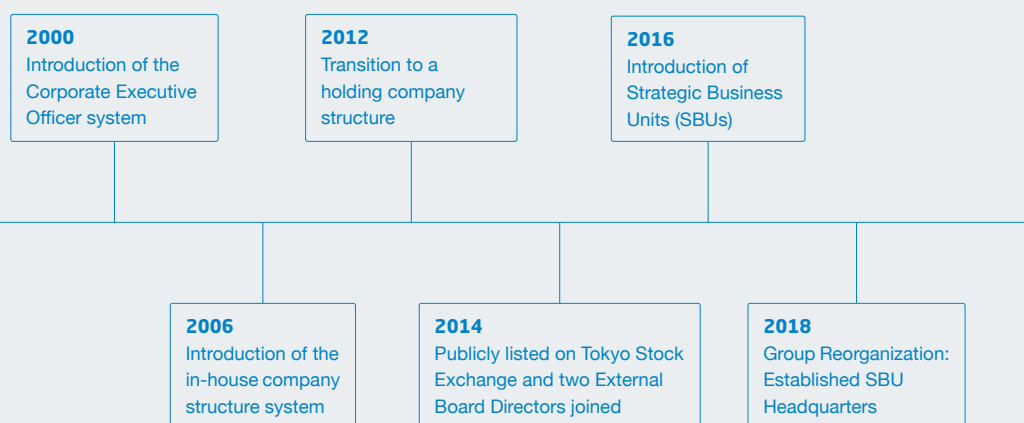 2000
Introduction of the
Corporate Executive
Officer system
2012
Transition to a
holding company
structure
2016
Introduction of
Strategic Business
Units (SBUs)
2006
Introduction of the
in-house company
structure system
2014
Publicly listed on Tokyo Stock
Exchange and two External
Board Directors joined
2018
Group Reorganization:
Established SBU
Headquarters